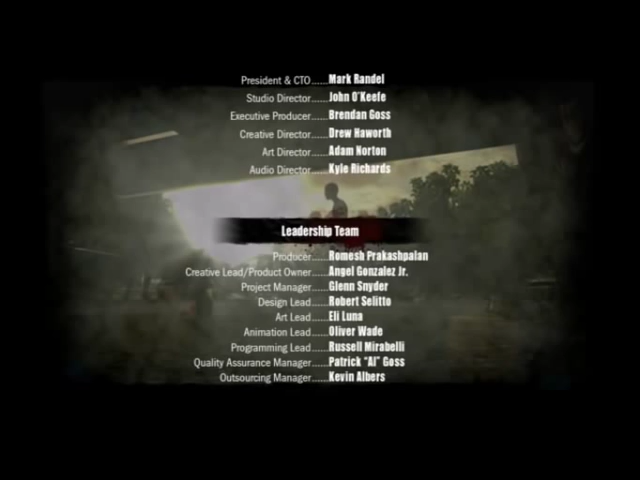 President & CTO......Mark Randel
Studio Director......John O'Keefe
Executive Producer......Brendan Goss
Creative Director......Drew Haworth
Art Director......Adam Norton
Audio Director......Kyle Richards
Leadership Team
Producer......Romesh Prakashpalan
Creative Lead/Product Owner......Angel Gonzalez Jr.
Project Manager......Glenn Snyder
Design Lead......Robert Selitto
Art Lead......Eli Luna
Animation Lead......Oliver Wade
Programming Lead......Russell Mirabelli
Quality Assurance Manager......Patrick "Al" Goss
Outsourcing Manager......Kevin Albers